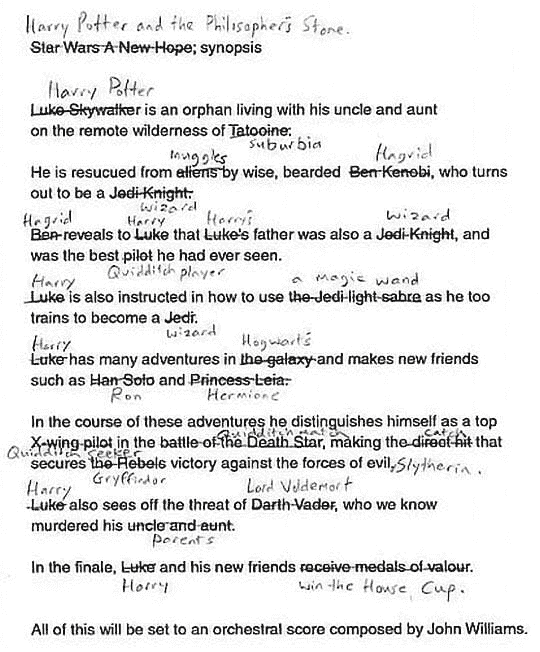 Harry Potter and the Philosopher's Stone.
Star Wars A New Hope; synopsis
Harry Potter
Luke Skywalker is an orphan living with his uncle and aunt
on the remote wilderness of Tatooine.
suburbia
muggles Hagrid
He is resucued from aliens by wise, bearded Ben Kenobi, who turns
out to be a Jedi Knight.
wizard
Hagrid Harry Harry's wizard
Ben reveals to Luke that Luke's father was also a Jedi Knight, and
was the best pilot he had ever seen.
Quidditch player
Harry a magic wand
Luke is also instructed in how to use the Jedi light sabre as he too
trains to become a Jedi.
wizard
Harry Hogwarts
Luke has many adventures in the galaxy and makes new friends
such as Han Solo and Princess Leia.
Ron Hermione
In the course of these adventures he distinguishes himself as a top
Quidditch match catch
X-wing pilot in the battle of the Death Star, making the direct hit that
Quidditch seeker
secures the Rebels victory against the forces of evil, Slytherin.
Gryffindor
Harry Lord Voldemort
Luke also sees off the threat of Darth Vader, who we know
murdered his uncle and aunt.
parents
In the finale, Luke and his new friends receive medals of valour.
Harry win the House Cup.
All of this will be set to an orchestral score composed by John Williams.